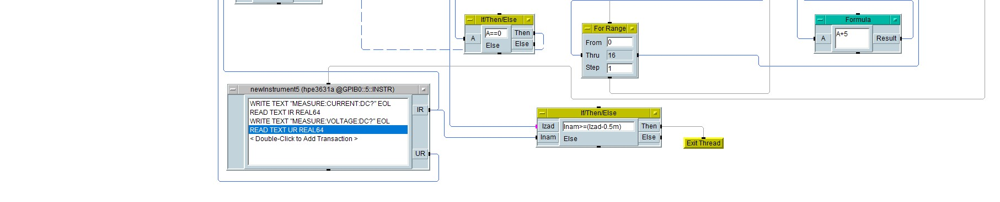 If/Then/Else
A
A==0
Then
Else
Else
For Range
From 0
Thru 16
Step 1
Formula
A
A+5
Result
newInstrument5 (hpe3631a @GPIB0::5::INSTR)
WRITE TEXT "MEASURE:CURRENT:DC?" EOL
READ TEXT IR REAL64
WRITE TEXT "MEASURE:VOLTAGE:DC?" EOL
READ TEXT UR REAL64
< Double-Click to Add Transaction >
IR
UR
If/Then/Else
Izad
Inam>=(Izad-0.5m)
Then
Inam
Else
Else
Exit Thread